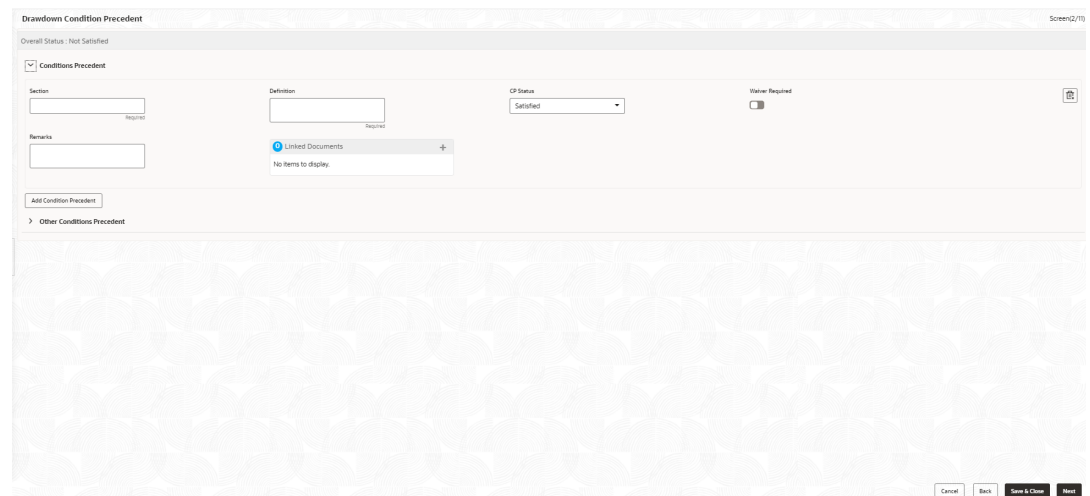 Drawdown Condition Precedent
Screen(2/11)
Overall Status : Not Satisfied
Conditions Precedent
Section
Definition
CP Status
Waiver Required
Satisfied
Required
Required
Remarks
0 Linked Documents
No items to display.
Add Condition Precedent
Other Conditions Precedent
Cancel Back Save & Close Next